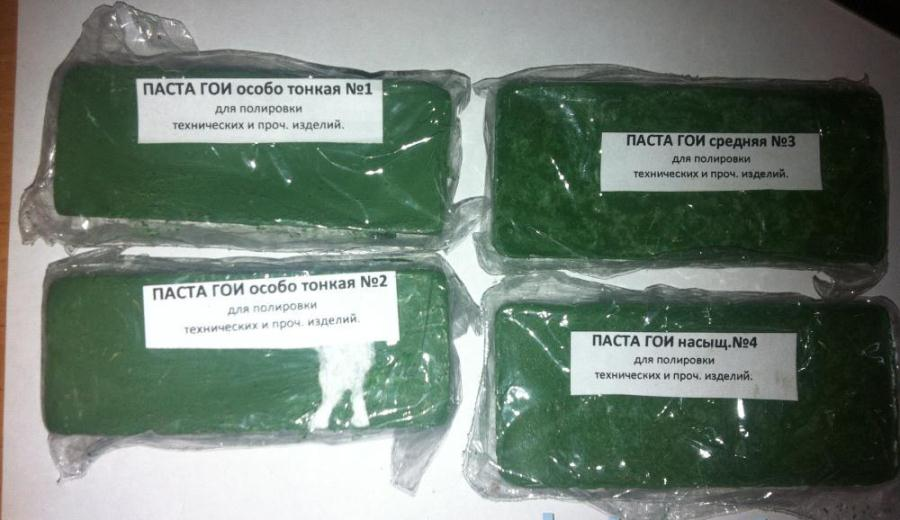 ПАСТА ГОИ особо тонкая №1
для полировки
технических и проч. изделий.
ПАСТА ГОИ средняя №3
для полировки
технических и проч. изделий.
ПАСТА ГОИ особо тонкая №2
для полировки
технических и проч. изделий.
ПАСТА ГОИ насыщ.№4
для полировки
технических и проч. изделий.